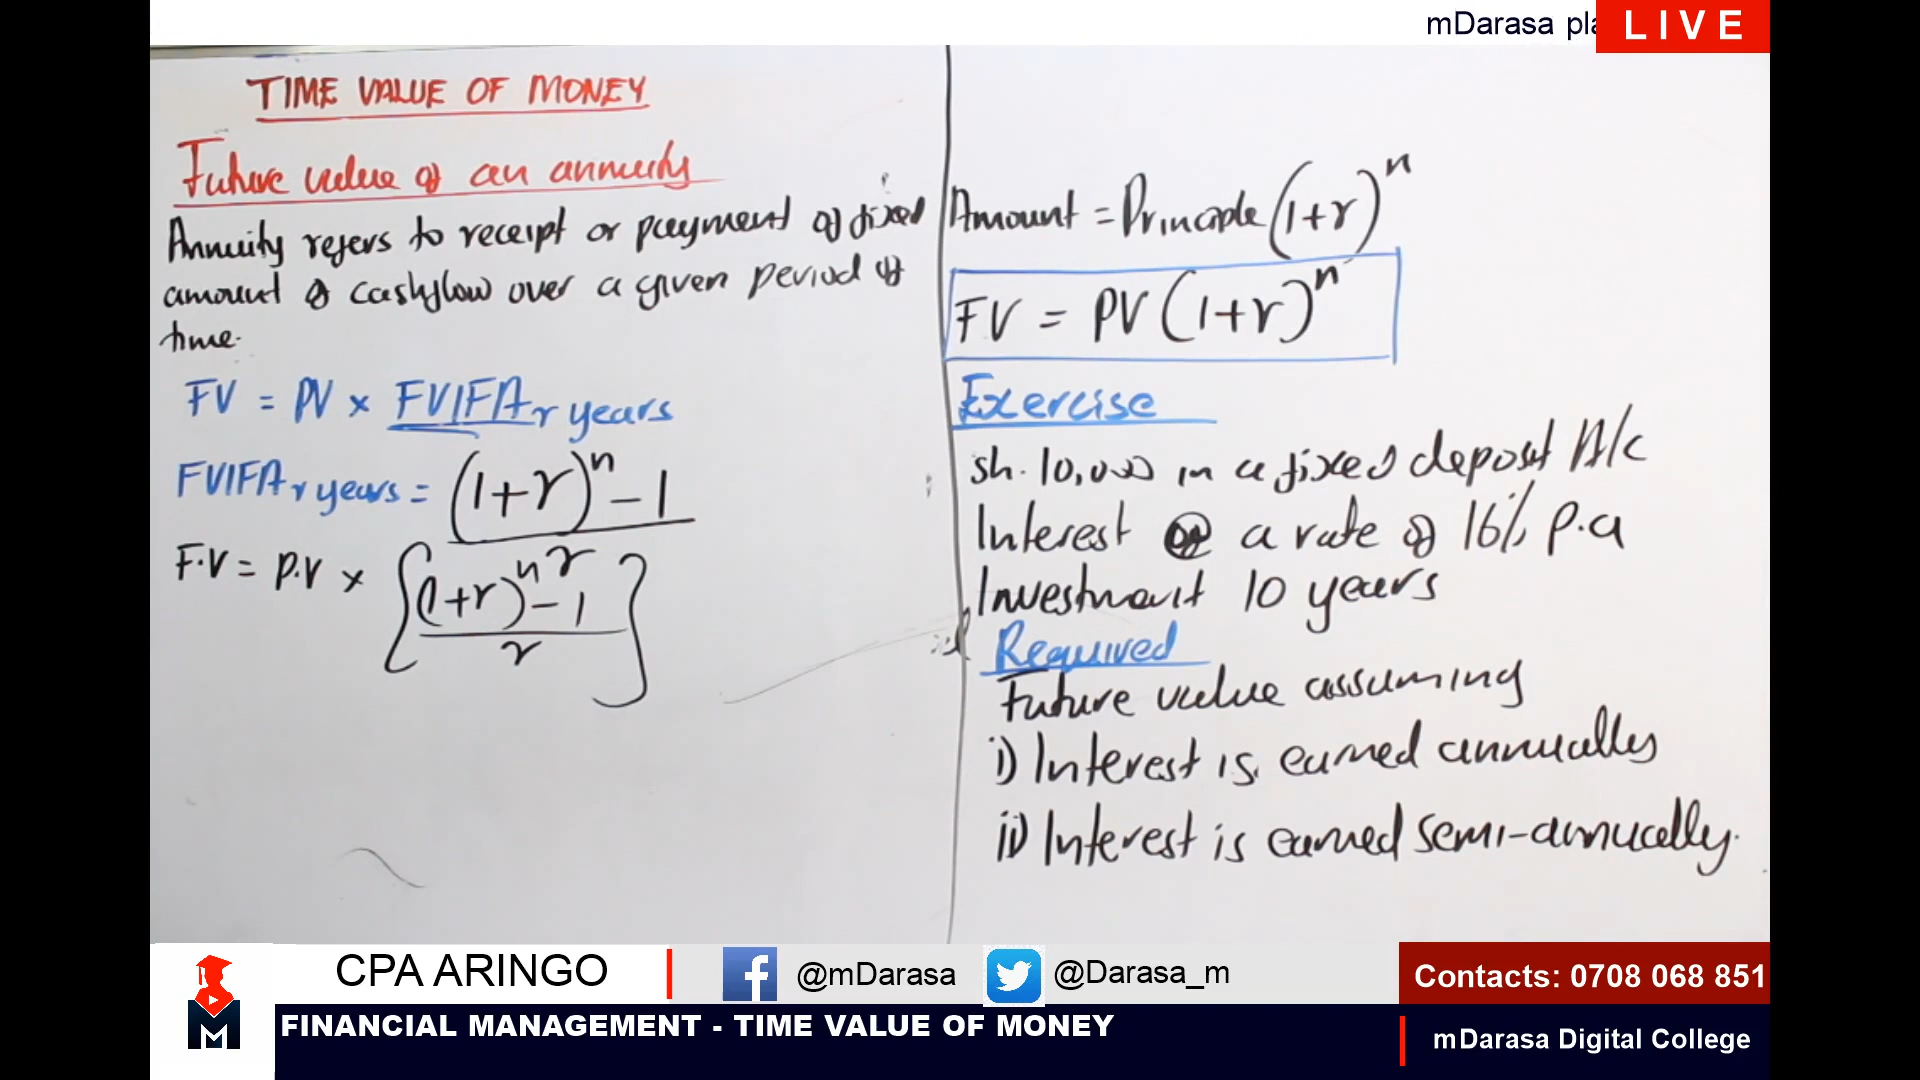 mDarasa pla
LIVE
TIME VALUE OF MONEY
Future value of an annuity
Annuity refers to receipt or payment of fixed
amount of cashflow over a given period of
time.
FV = PV × FVIFA r years
FVIFA r years = (1+r)^n - 1
r
F.V = P.V × {(1+r)^n - 1
r}
Amount = Principle (1+r)^n
FV = PV (1+r)^n
Exercise
sh. 10,000 in a fixed deposit A/c
Interest @ a rate of 16% p.a
Investment 10 years
Required
Future value assuming
i) Interest is earned annually
ii) Interest is earned semi-annually.
CPA ARINGO
@mDarasa
@Darasa_m
Contacts: 0708 068 851
M
FINANCIAL MANAGEMENT - TIME VALUE OF MONEY
mDarasa Digital College